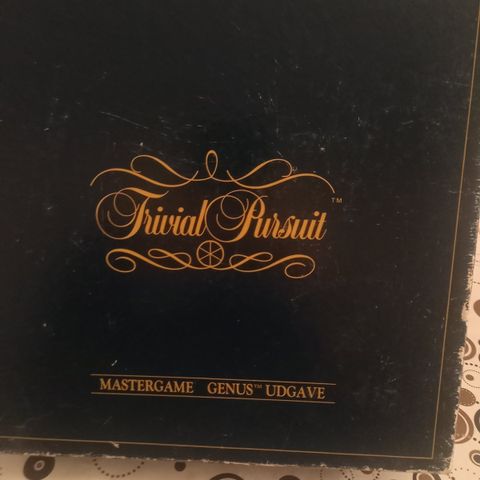 Trivial Pursuit™
MASTERGAME GENUS™ UDGAVE